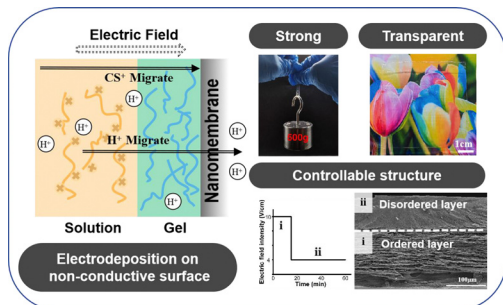 Electric Field
CS⁺ Migrate
H⁺
H⁺
H⁺
H⁺
H⁺
H⁺
H⁺ Migrate
H⁺
Nanomembrane
Solution
Gel
Electrodeposition on
non-conductive surface
Strong
500g
Transparent
1cm
Controllable structure
Electric field intensity (V/cm)
10
4
i
ii
0
20
40
60
Time (min)
ii
Disordered layer
i
Ordered layer
100μm